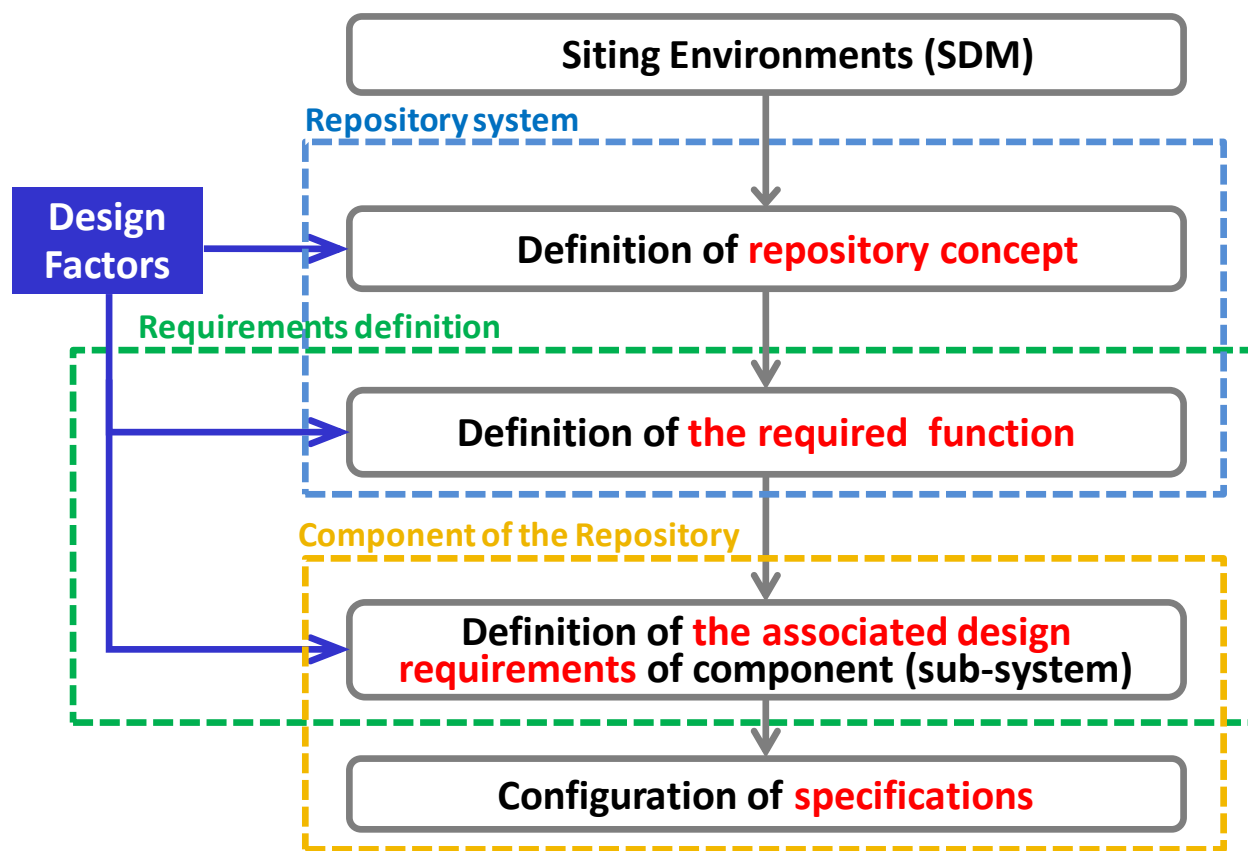 Siting Environments (SDM)
Repository system
Design
Factors
Definition of repository concept
Requirements definition
Definition of the required function
Component of the Repository
Definition of the associated design
requirements of component (sub-system)
Configuration of specifications